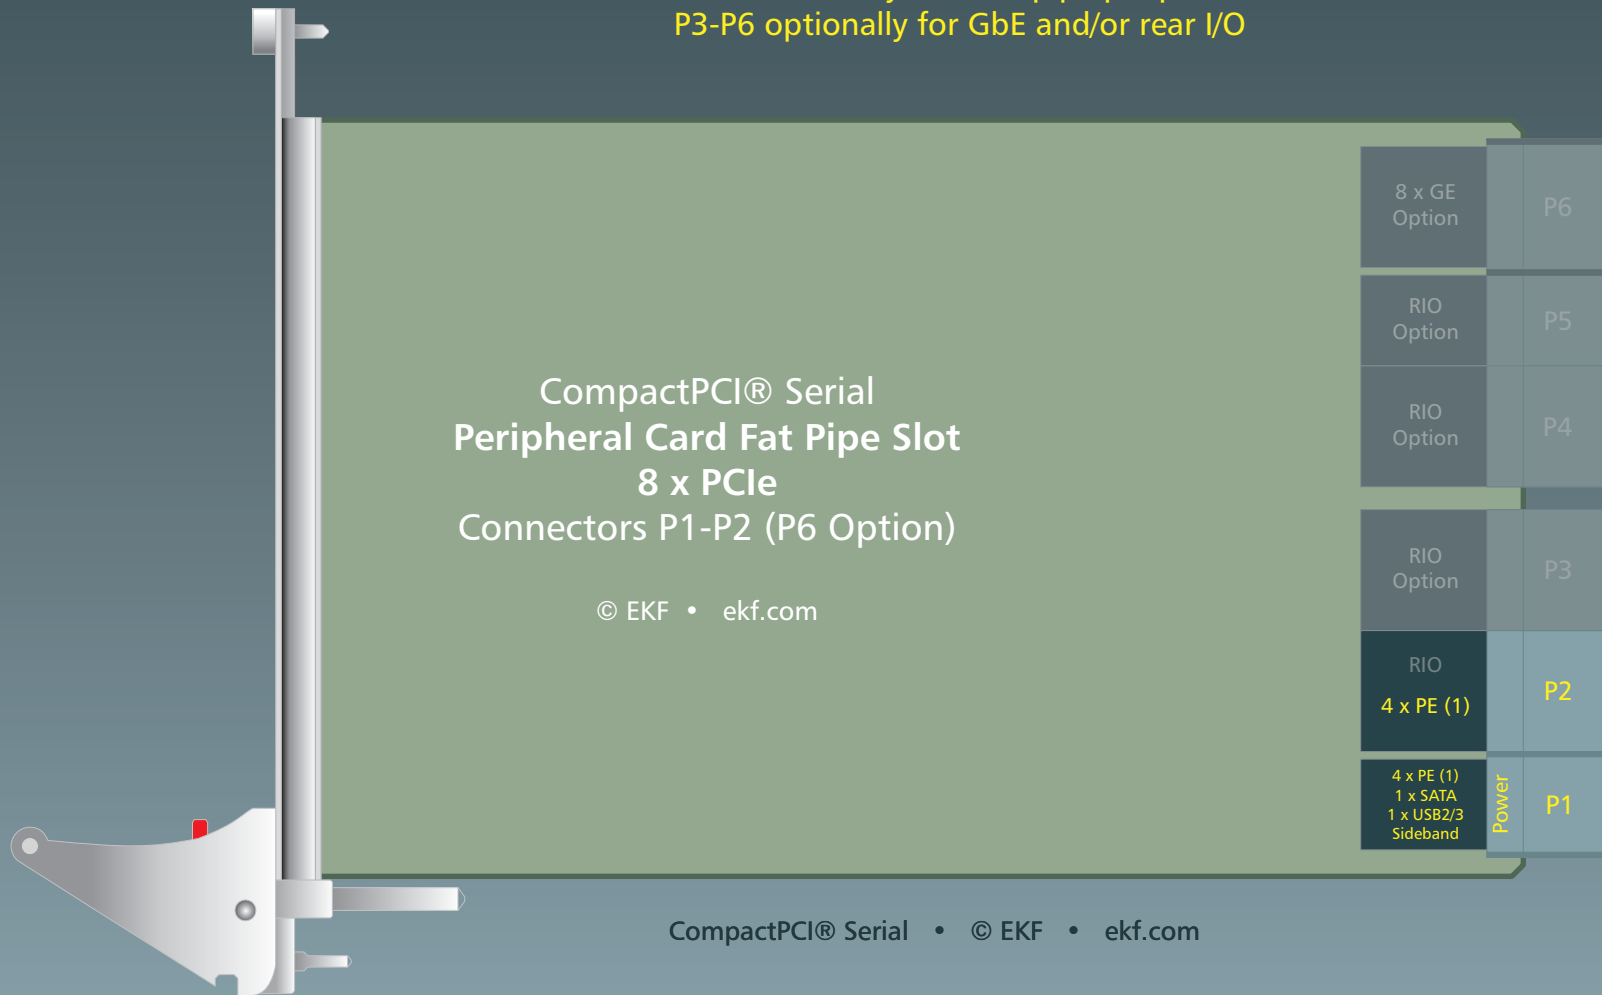 P3-P6 optionally for GbE and/or rear I/O
8 x GE
Option
P6
RIO
Option
P5
RIO
Option
P4
CompactPCI® Serial
Peripheral Card Fat Pipe Slot
8 x PCIe
Connectors P1-P2 (P6 Option)
RIO
Option
P3
© EKF • ekf.com
RIO
4 x PE (1)
P2
4 x PE (1)
1 x SATA
1 x USB2/3
Sideband
Power
P1
CompactPCI® Serial • © EKF • ekf.com